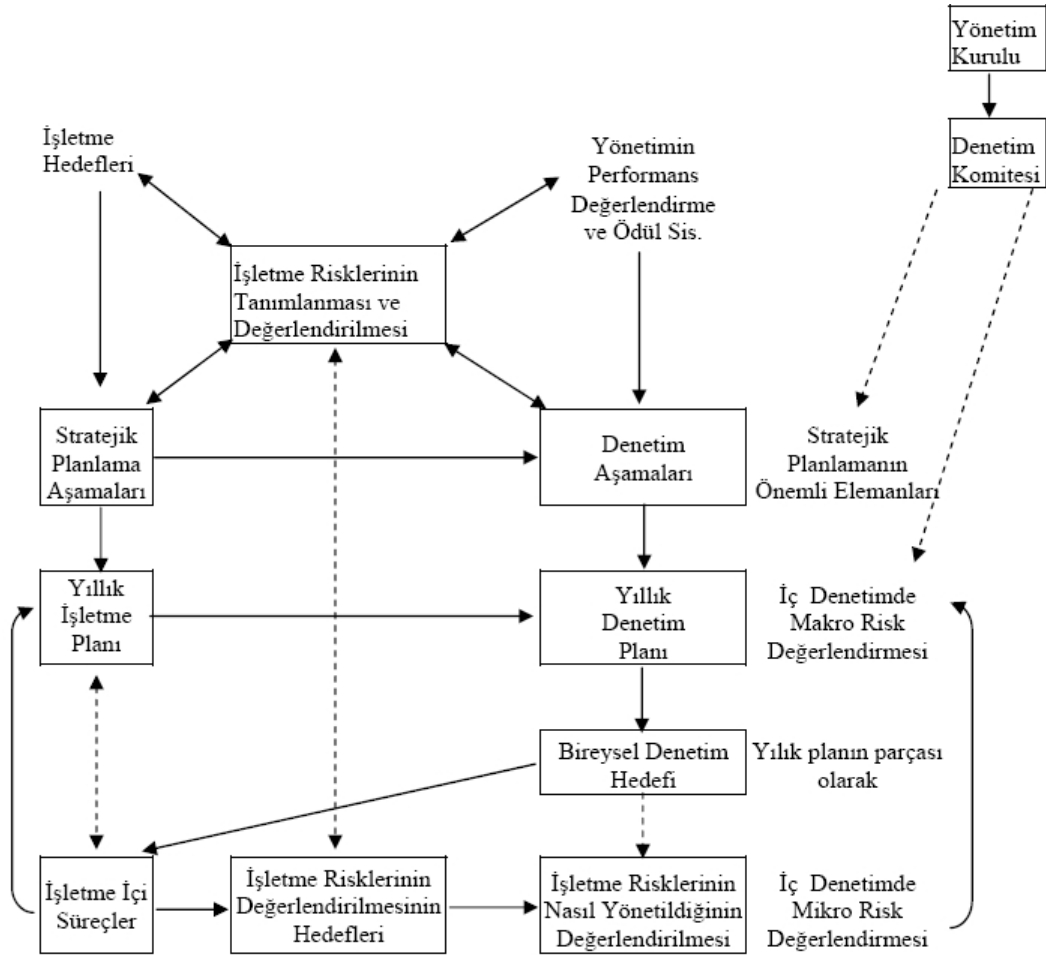 Yönetim
Kurulu
Denetim
Komitesi
İşletme
Hedefleri
Yönetimin
Performans
Değerlendirme
ve Ödül Sis.
İşletme Risklerinin
Tanımlanması ve
Değerlendirilmesi
Stratejik
Planlama
Aşamaları
Denetim
Aşamaları
Stratejik
Planlamanın
Önemli Elemanları
Yıllık
İşletme
Planı
Yıllık
Denetim
Planı
İç Denetimde
Makro Risk
Değerlendirmesi
Bireysel Denetim
Hedefi
Yılık planın parçası
olarak
İşletme İçi
Süreçler
İşletme Risklerinin
Değerlendirilmesinin
Hedefleri
İşletme Risklerinin
Nasıl Yönetildiğinin
Değerlendirilmesi
İç Denetimde
Mikro Risk
Değerlendirmesi